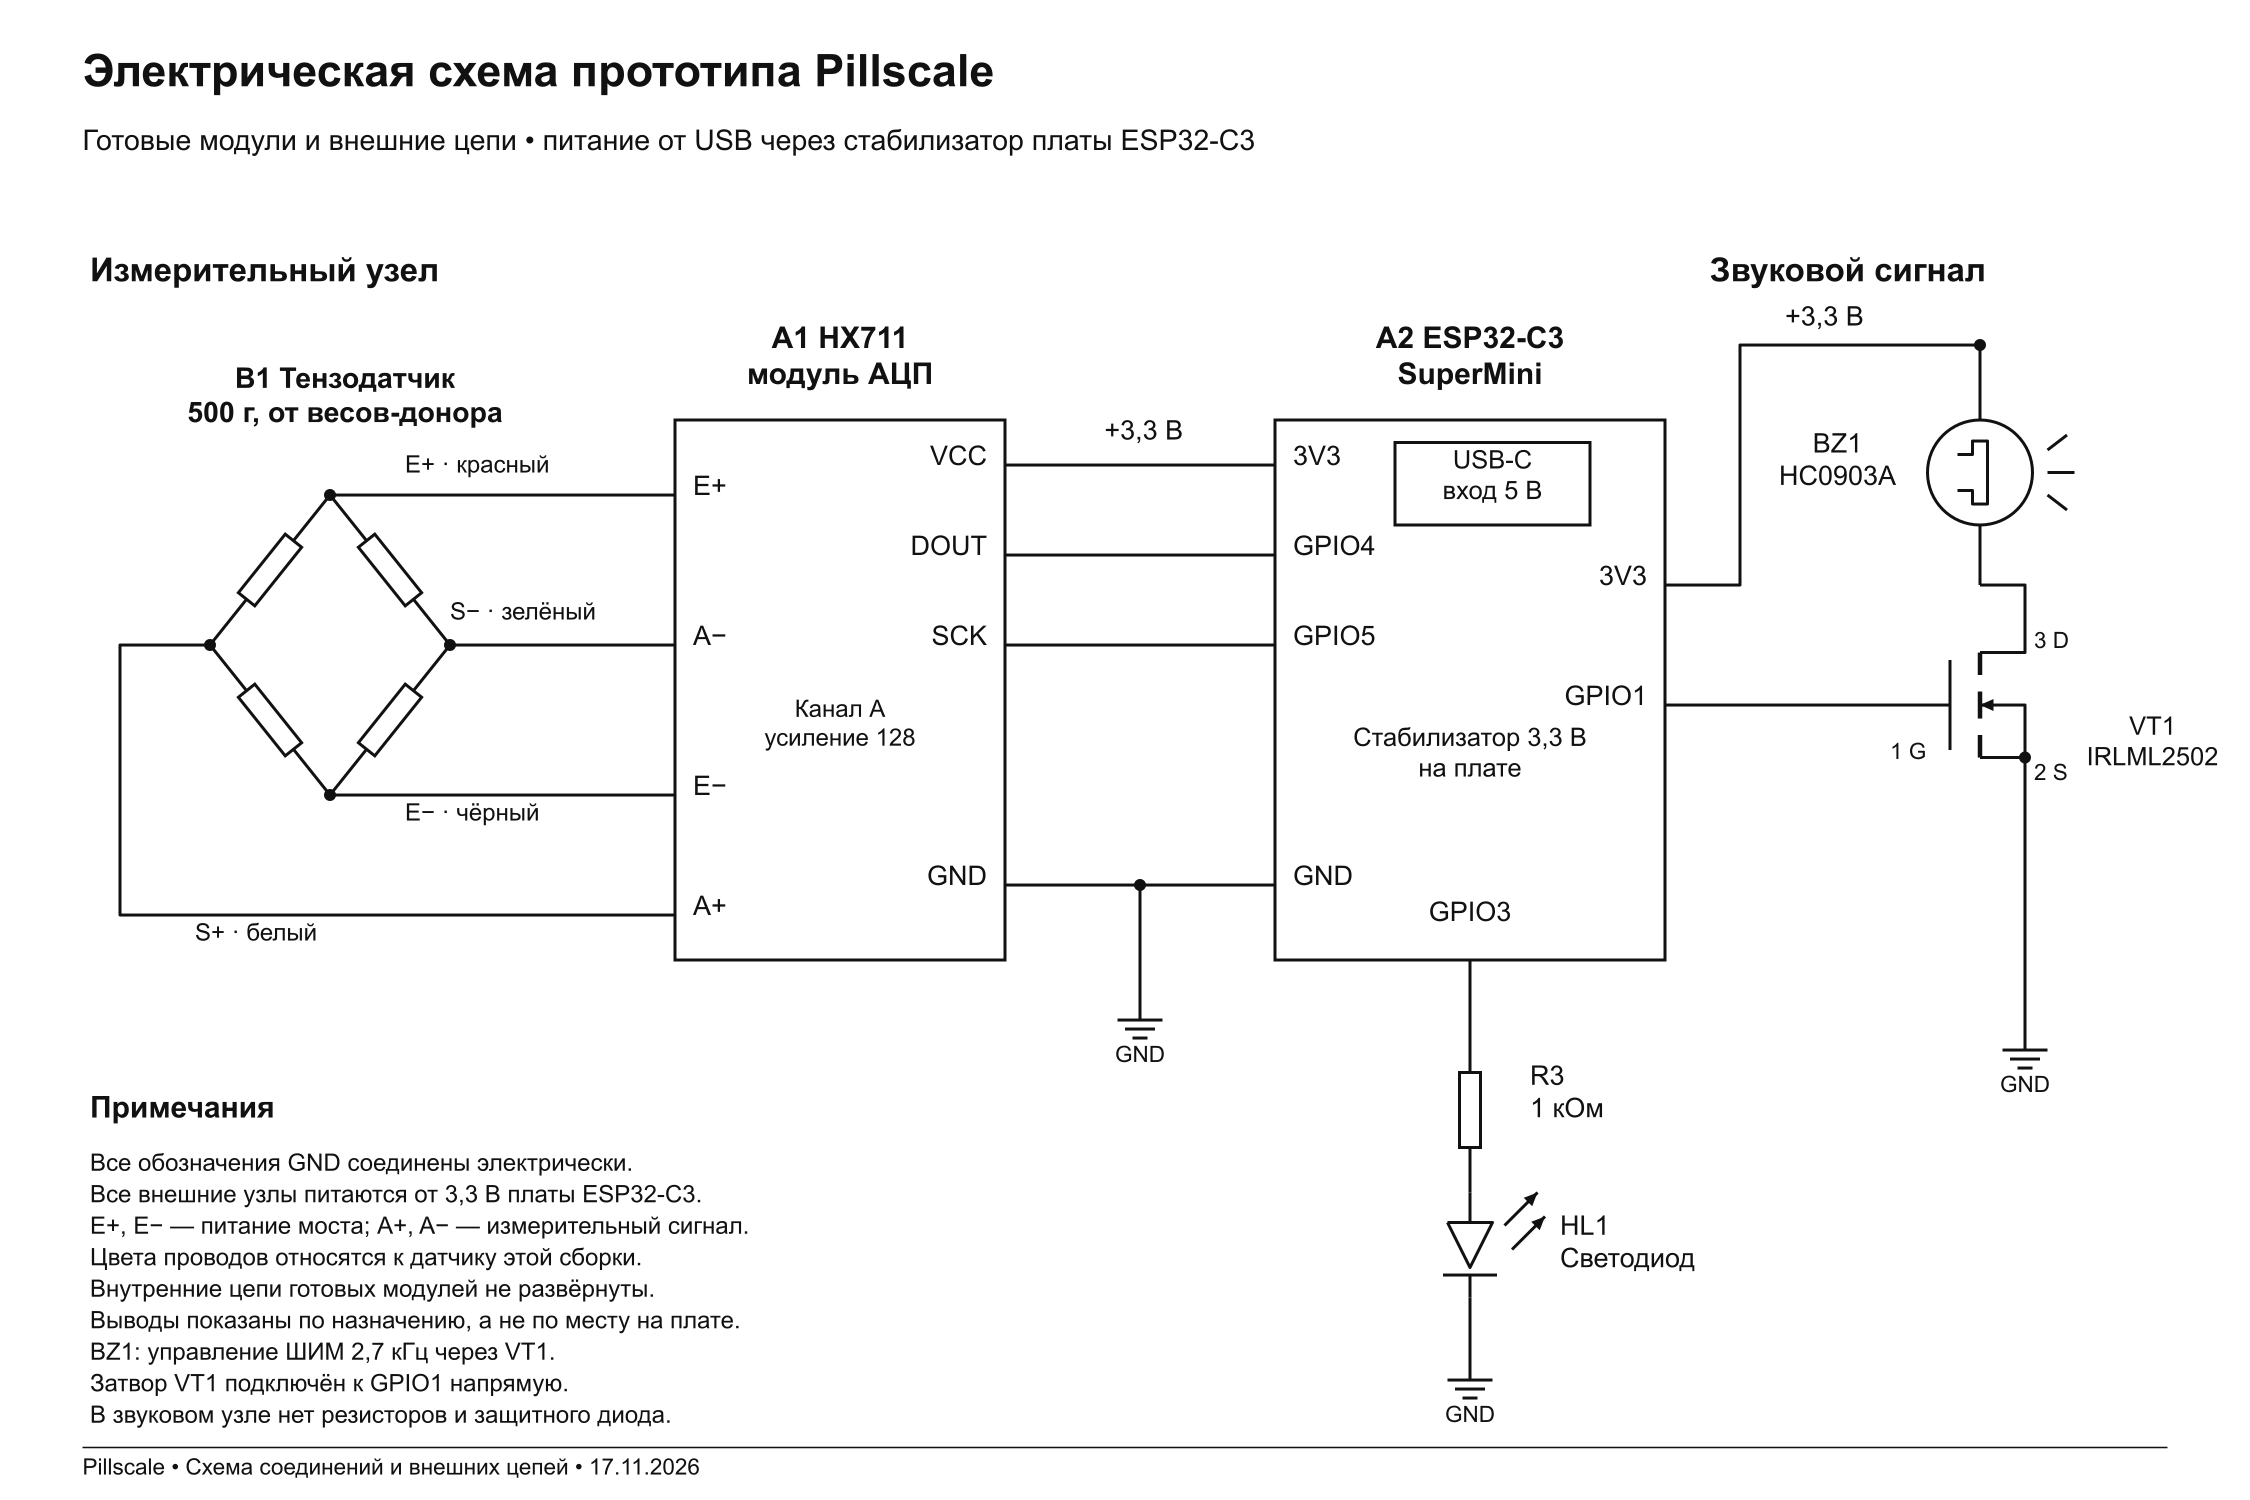 Электрическая схема прототипа Pillscale
Готовые модули и внешние цепи • питание от USB через стабилизатор платы ESP32-C3
Измерительный узел
Звуковой сигнал
B1 Тензодатчик
500 г, от весов-донора
E+ · красный
S− · зелёный
E− · чёрный
S+ · белый
A1 HX711
модуль АЦП
E+
A−
E−
A+
VCC
DOUT
SCK
GND
Канал A
усиление 128
+3,3 В
GND
A2 ESP32-C3
SuperMini
3V3
GPIO4
GPIO5
GND
USB-C
вход 5 В
3V3
GPIO1
Стабилизатор 3,3 В
на плате
GPIO3
+3,3 В
BZ1
HC0903A
3 D
1 G
2 S
VT1
IRLML2502
GND
R3
1 кОм
HL1
Светодиод
GND
Примечания
Все обозначения GND соединены электрически.
Все внешние узлы питаются от 3,3 В платы ESP32-C3.
E+, E− — питание моста; A+, A− — измерительный сигнал.
Цвета проводов относятся к датчику этой сборки.
Внутренние цепи готовых модулей не развёрнуты.
Выводы показаны по назначению, а не по месту на плате.
BZ1: управление ШИМ 2,7 кГц через VT1.
Затвор VT1 подключён к GPIO1 напрямую.
В звуковом узле нет резисторов и защитного диода.
Pillscale • Схема соединений и внешних цепей • 17.11.2026